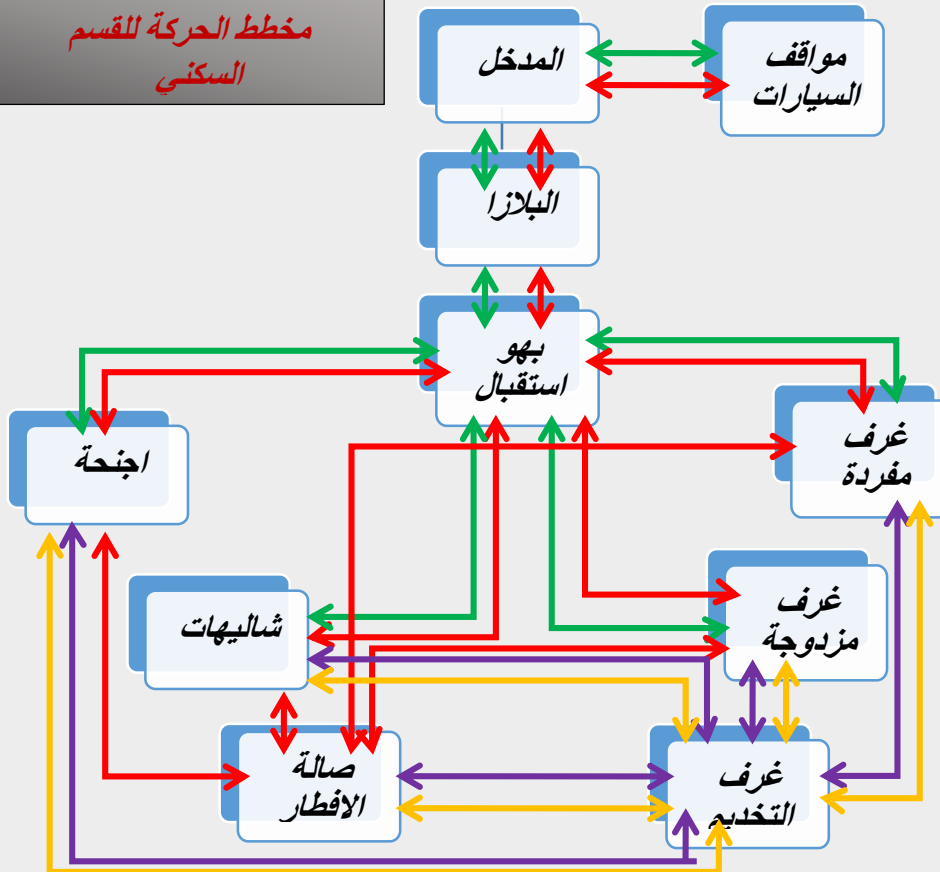 مخطط الحركة للقسم
السكني
المدخل
مواقف
السيارات
البلازا
بهو
استقبال
اجنحة
غرف
مفردة
شاليهات
غرف
مزدوجة
صالة
الافطار
غرف
التخديم